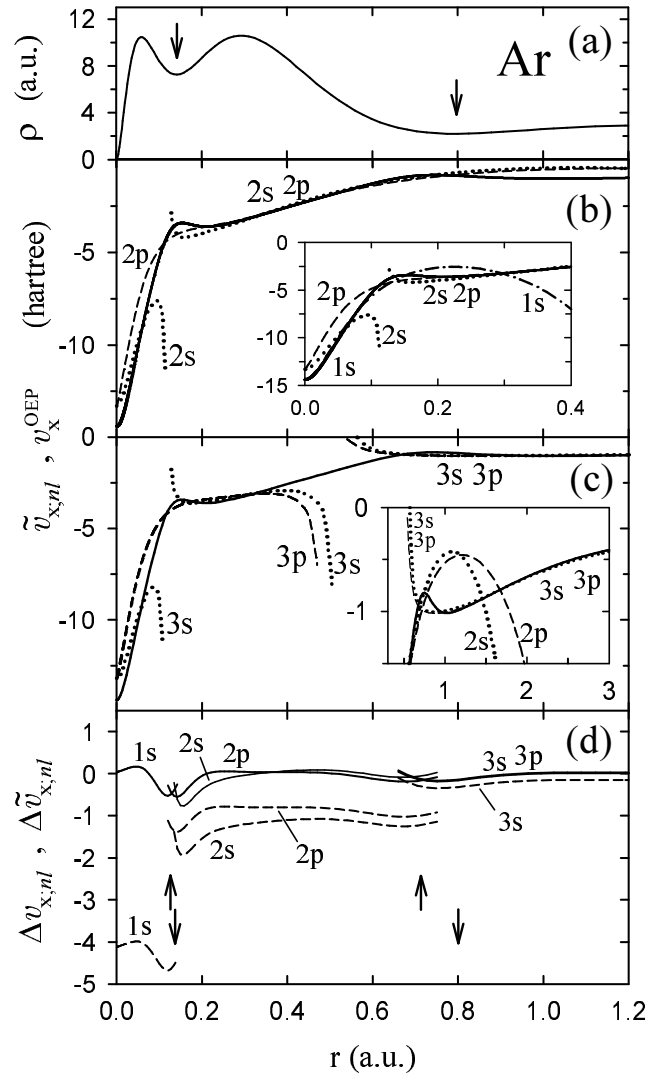 12
8
4
0
ρ (a.u.)
Ar
(a)
-5
-10
0
(hartree)
2p
2s
2s 2p
(b)
0
-5
-10
-15
2p
1s
2s
2s 2p
1s
0.0
0.2
0.4
ṽx;nl , vxOEP
-5
-10
3s
3p
3s
3s 3p
(c)
0
-1
3s
3p
2s
2p
3s
3p
1
2
3
1
0
-1
-2
-3
-4
-5
Δvx;nl , Δṽx;nl
1s
2s
2p
2s
2p
3s 3p
3s
1s
(d)
0.0
0.2
0.4
0.6
0.8
1.0
1.2
r (a.u.)